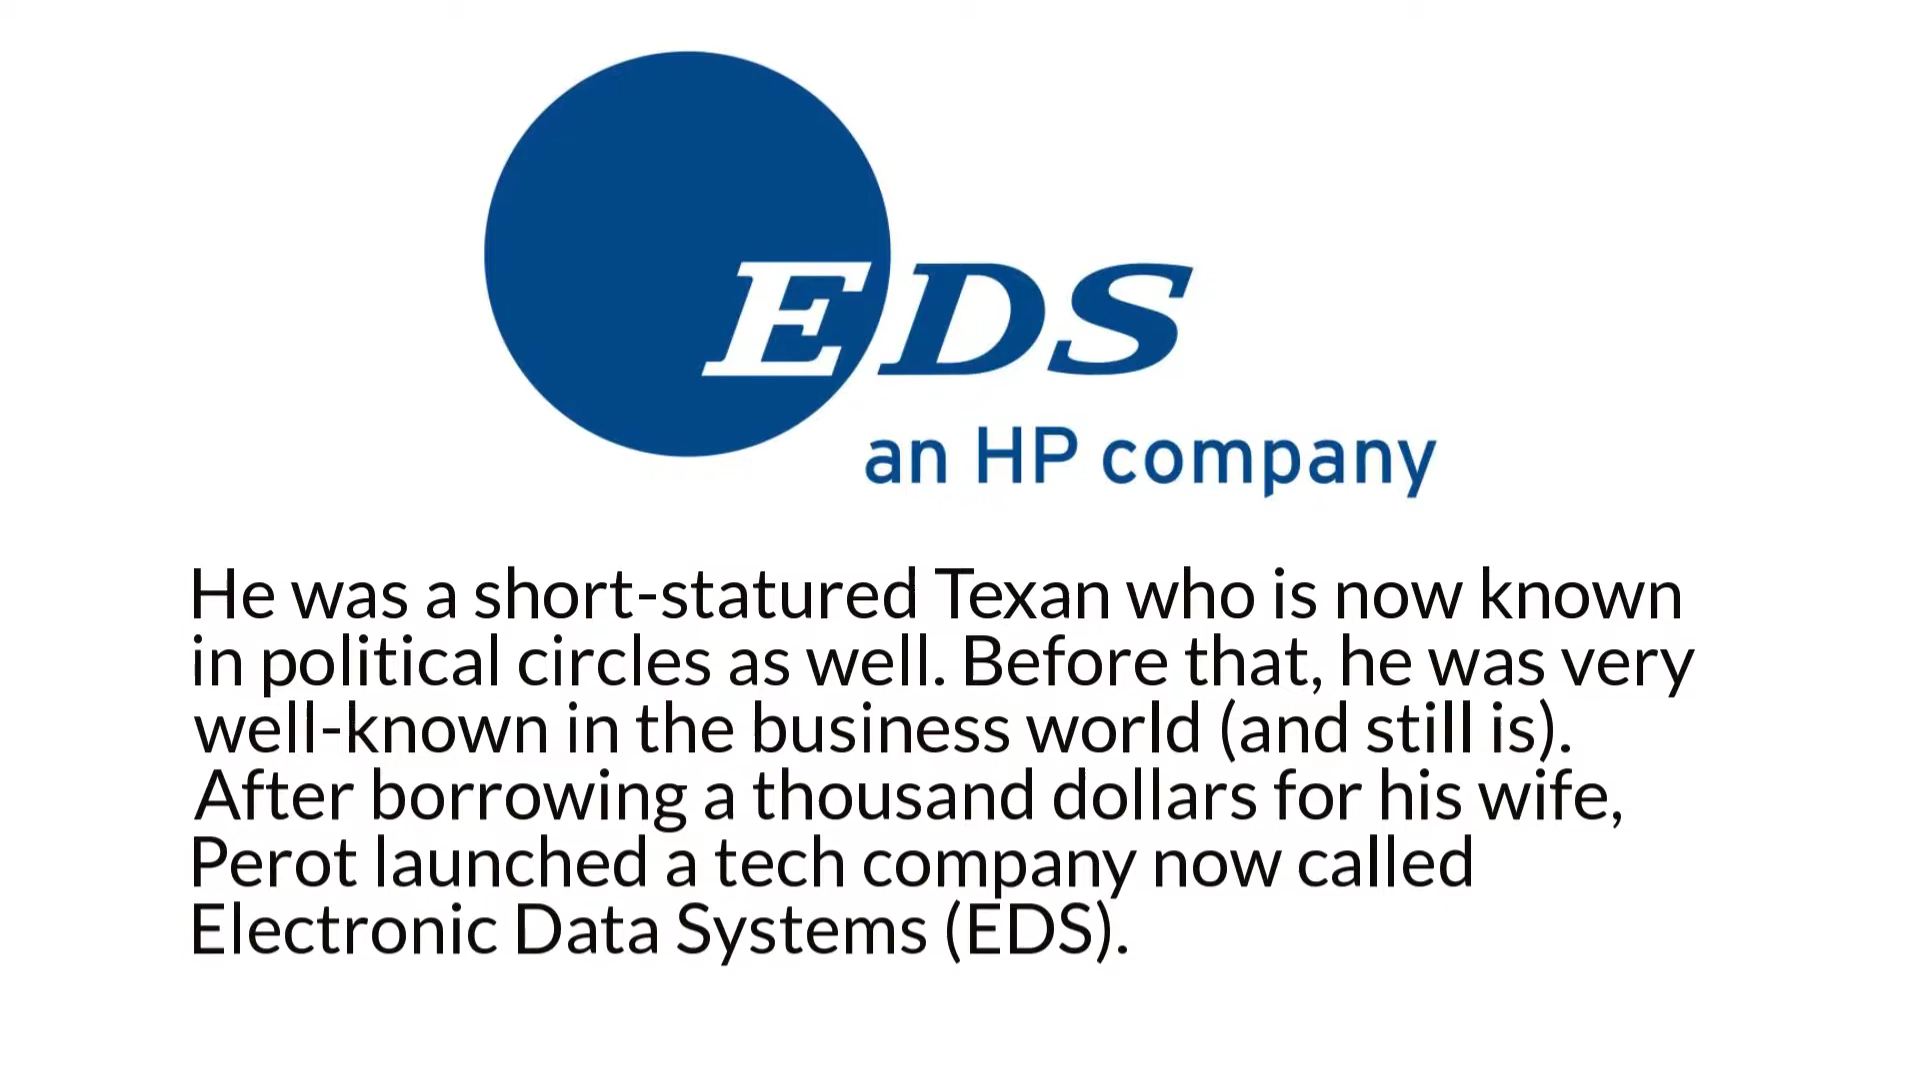 EDS
an HP company
He was a short-statured Texan who is now known
in political circles as well. Before that, he was very
well-known in the business world (and still is).
After borrowing a thousand dollars for his wife,
Perot launched a tech company now called
Electronic Data Systems (EDS).